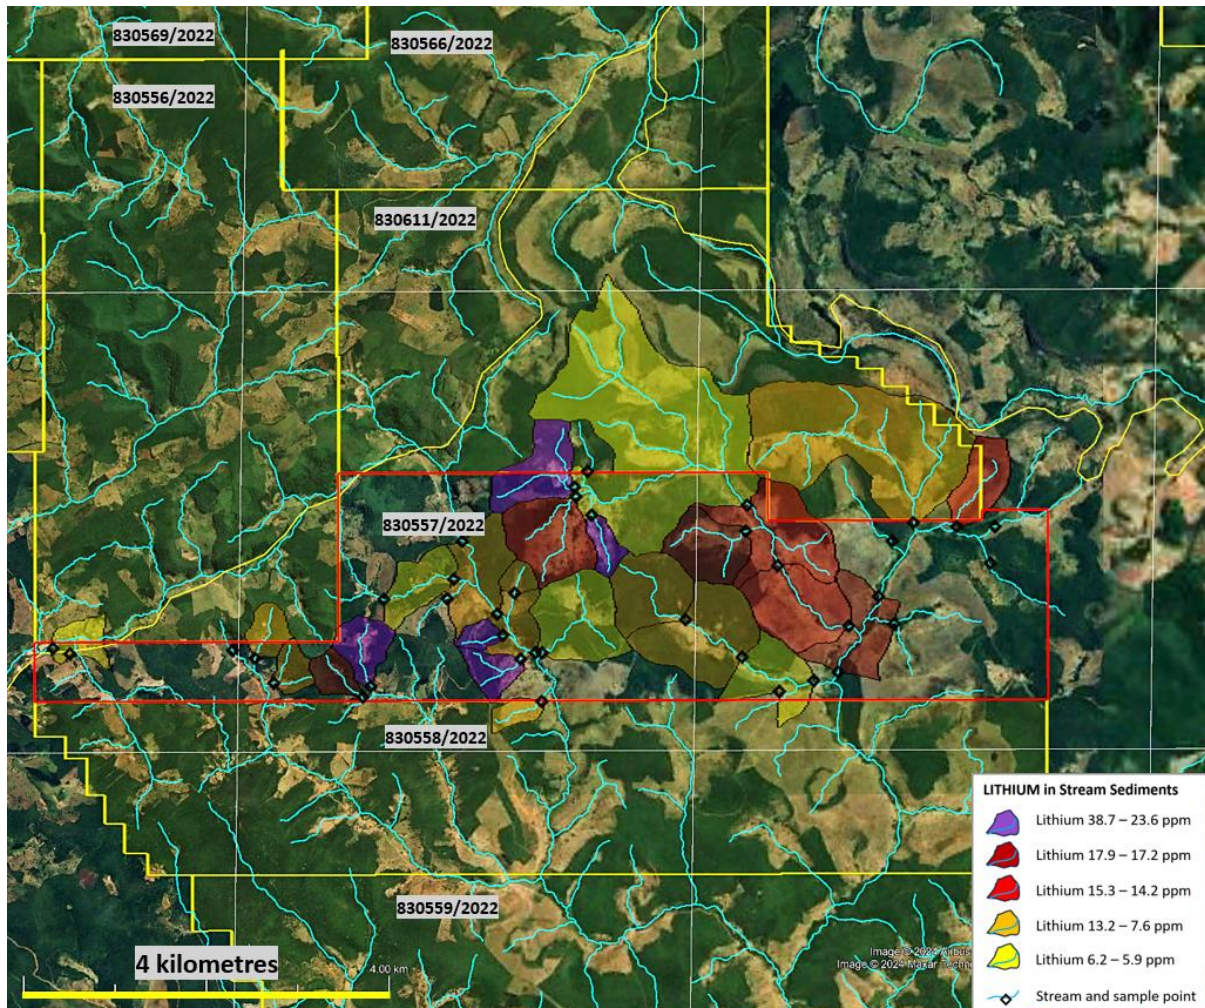 830569/2022
830566/2022
830556/2022
830611/2022
830557/2022
830558/2022
830559/2022
4 kilometres
4.00 km
Image © 2024 Airbus
Image © 2024 Maxar Techn
LITHIUM in Stream Sediments
Lithium 38.7 – 23.6 ppm
Lithium 17.9 – 17.2 ppm
Lithium 15.3 – 14.2 ppm
Lithium 13.2 – 7.6 ppm
Lithium 6.2 – 5.9 ppm
Stream and sample point